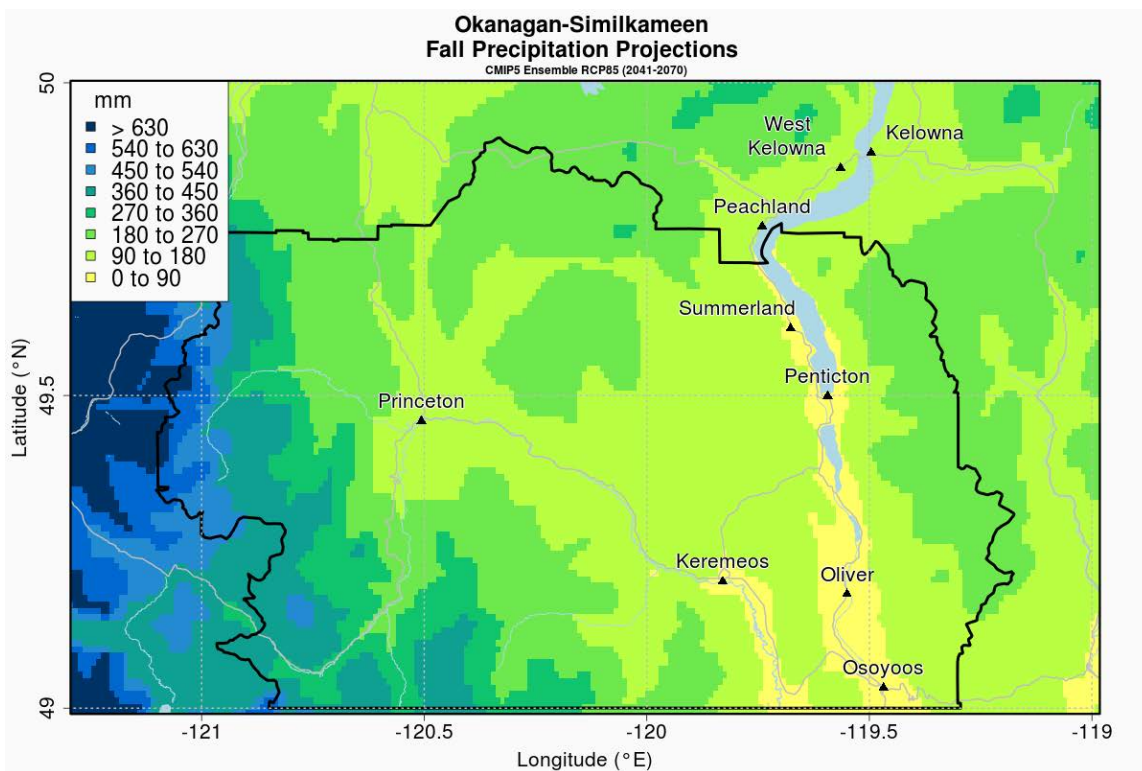 Okanagan-Similkameen
Fall Precipitation Projections
CMIP5 Ensemble RCP85 (2041-2070)
mm
> 630
540 to 630
450 to 540
360 to 450
270 to 360
180 to 270
90 to 180
0 to 90
West
Kelowna
Kelowna
Peachland
Summerland
Penticton
Princeton
Keremeos
Oliver
Osoyoos
50
49.5
49
Latitude (°N)
-121
-120.5
-120
-119.5
-119
Longitude (°E)